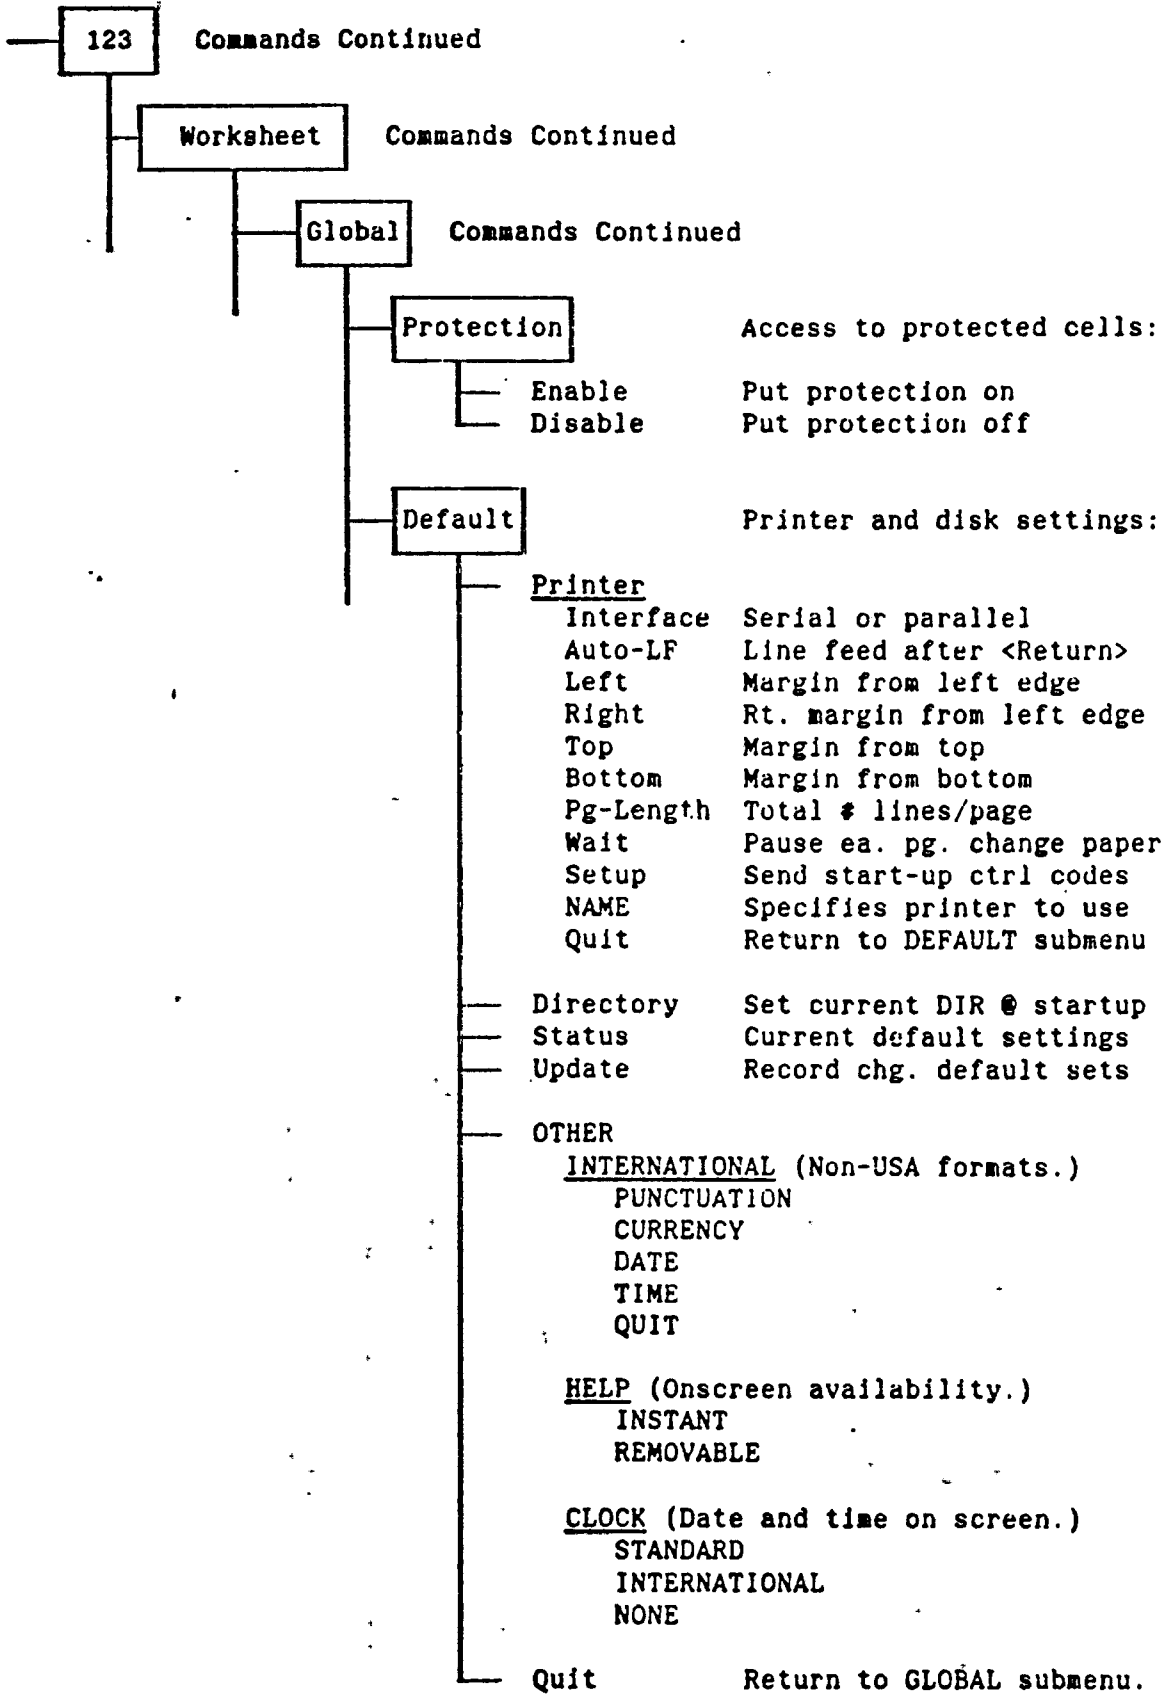 123 Commands Continued
Worksheet Commands Continued
Global Commands Continued
Protection Access to protected cells:
Enable Put protection on
Disable Put protection off
Default Printer and disk settings:
Printer
Interface Serial or parallel
Auto-LF Line feed after <Return>
Left Margin from left edge
Right Rt. margin from left edge
Top Margin from top
Bottom Margin from bottom
Pg-Length Total # lines/page
Wait Pause ea. pg. change paper
Setup Send start-up ctrl codes
NAME Specifies printer to use
Quit Return to DEFAULT submenu
Directory Set current DIR @ startup
Status Current default settings
Update Record chg. default sets
OTHER
INTERNATIONAL (Non-USA formats.)
PUNCTUATION
CURRENCY
DATE
TIME
QUIT
HELP (Onscreen availability.)
INSTANT
REMOVABLE
CLOCK (Date and time on screen.)
STANDARD
INTERNATIONAL
NONE
Quit Return to GLOBAL submenu.